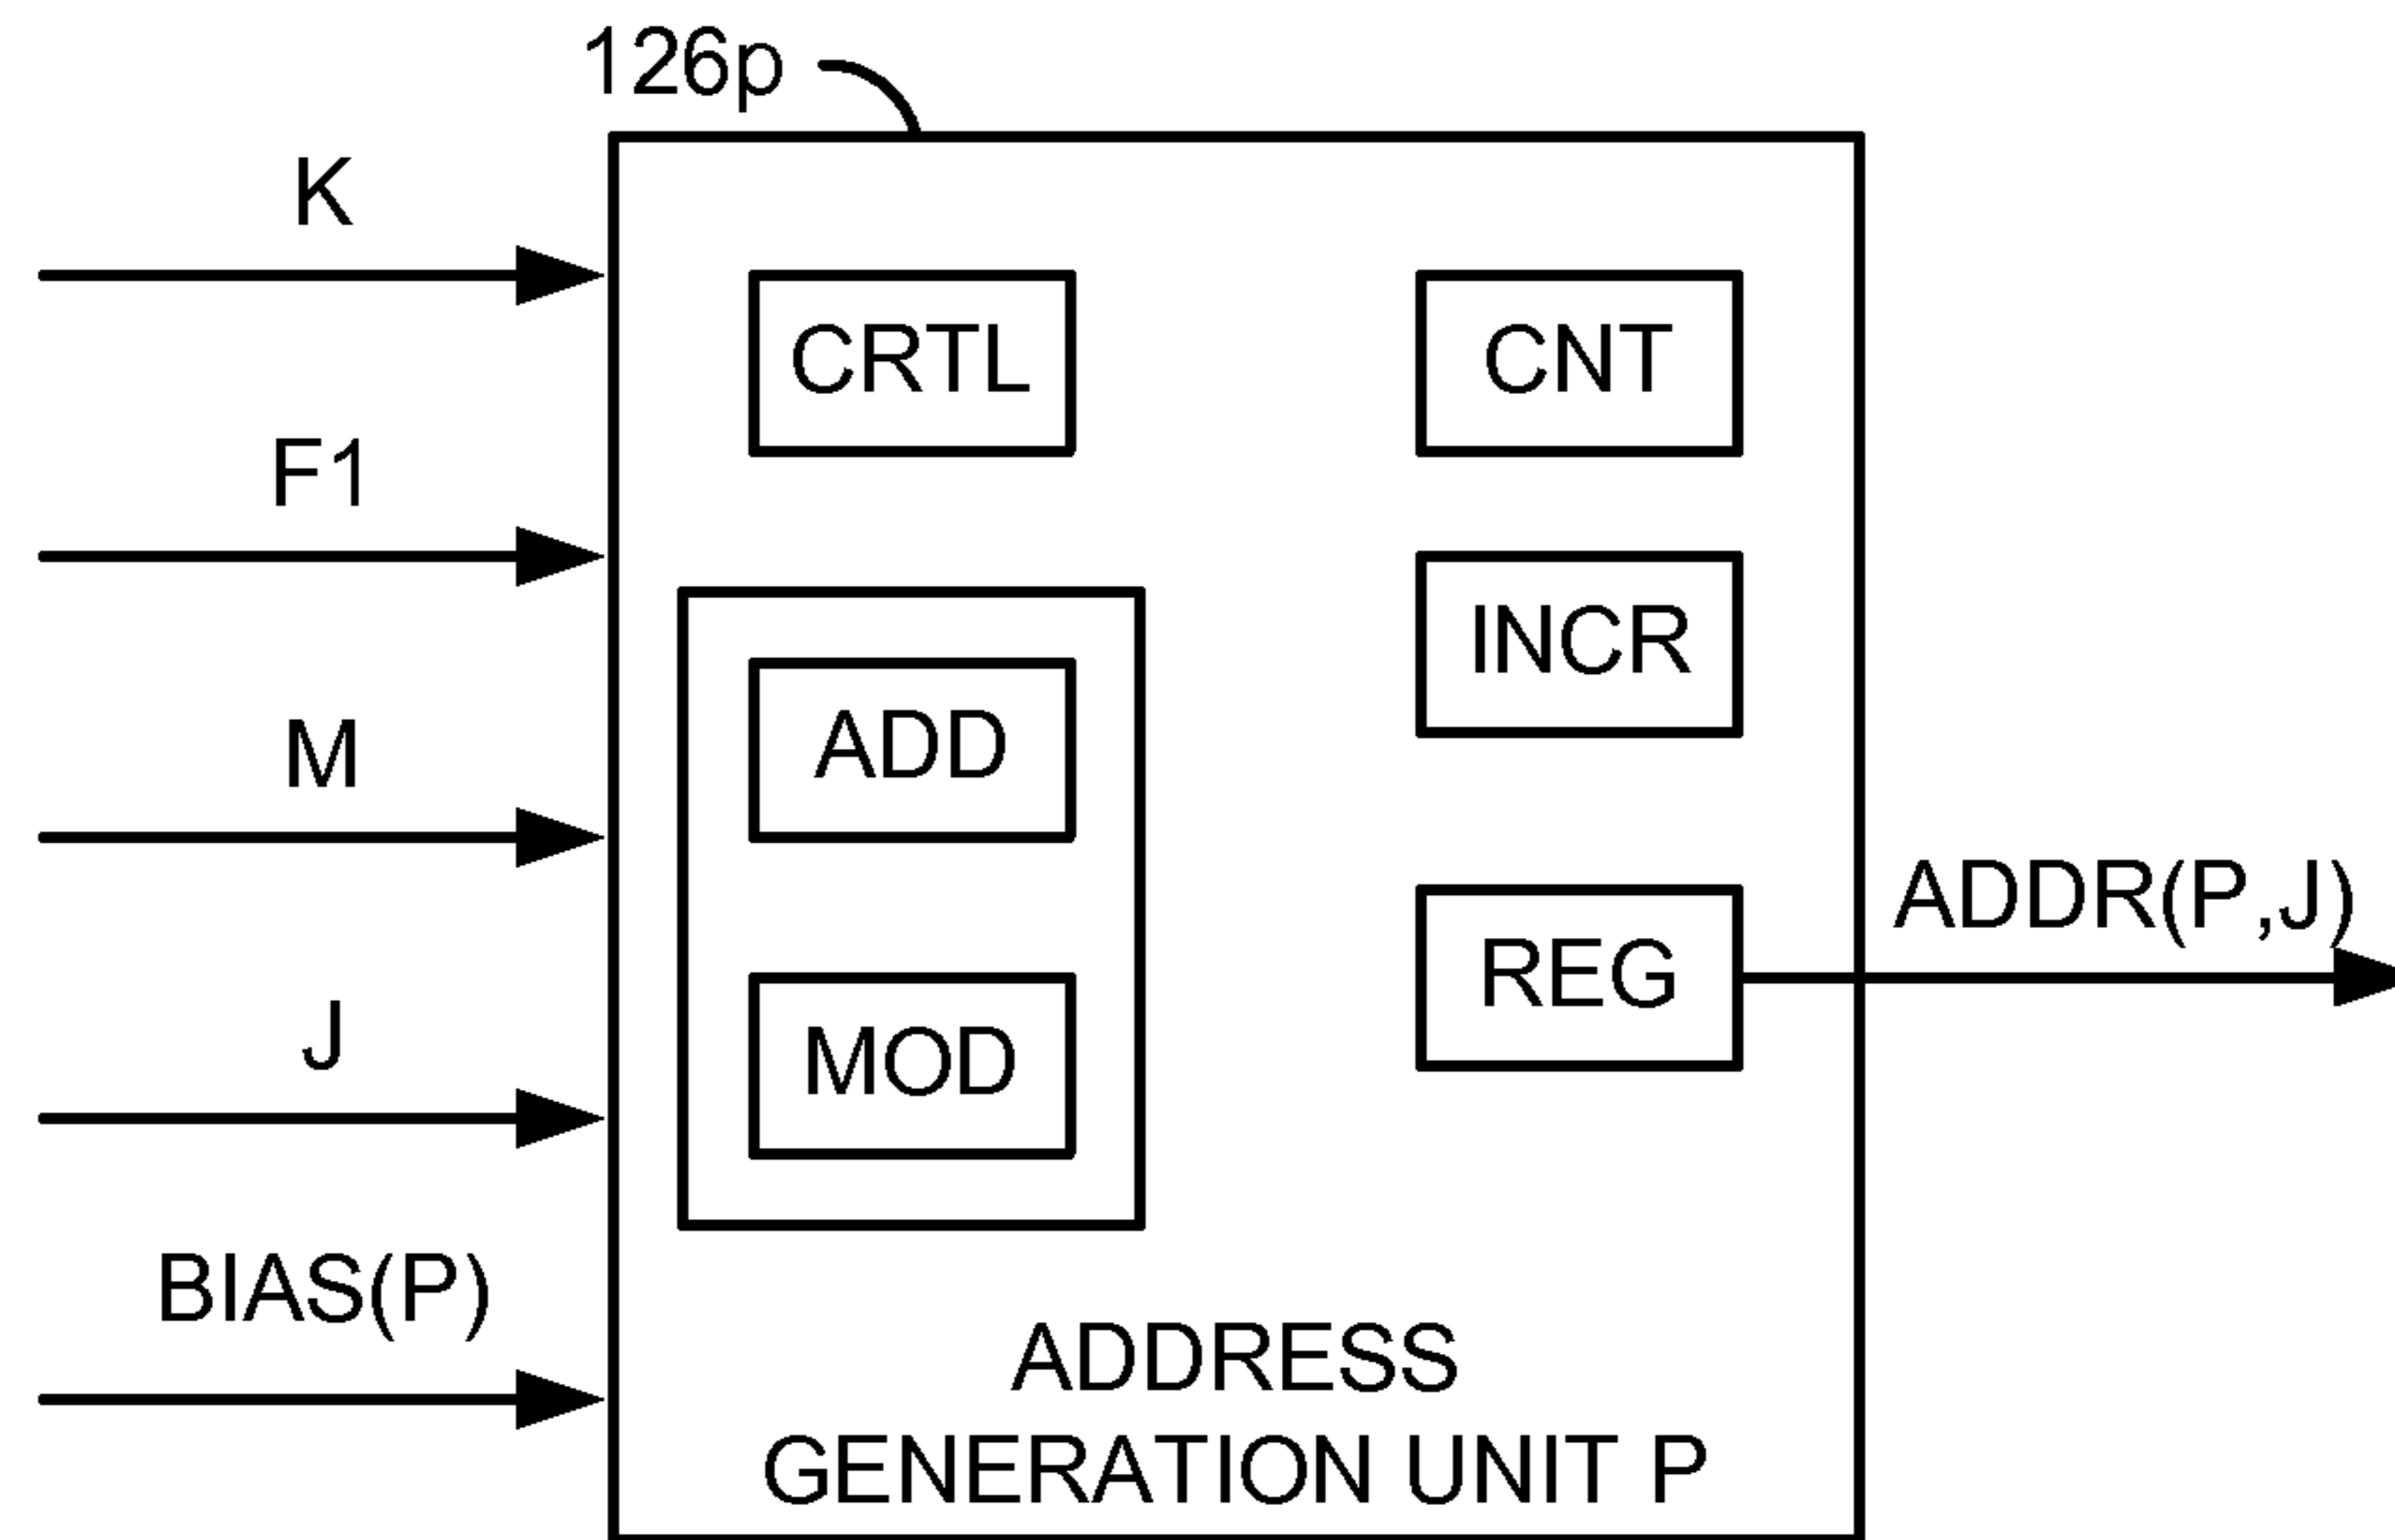 126p
K
F1
M
J
BIAS(P)
CRTL
CNT
INCR
ADD
MOD
REG
ADDR(P,J)
ADDRESS
GENERATION UNIT P